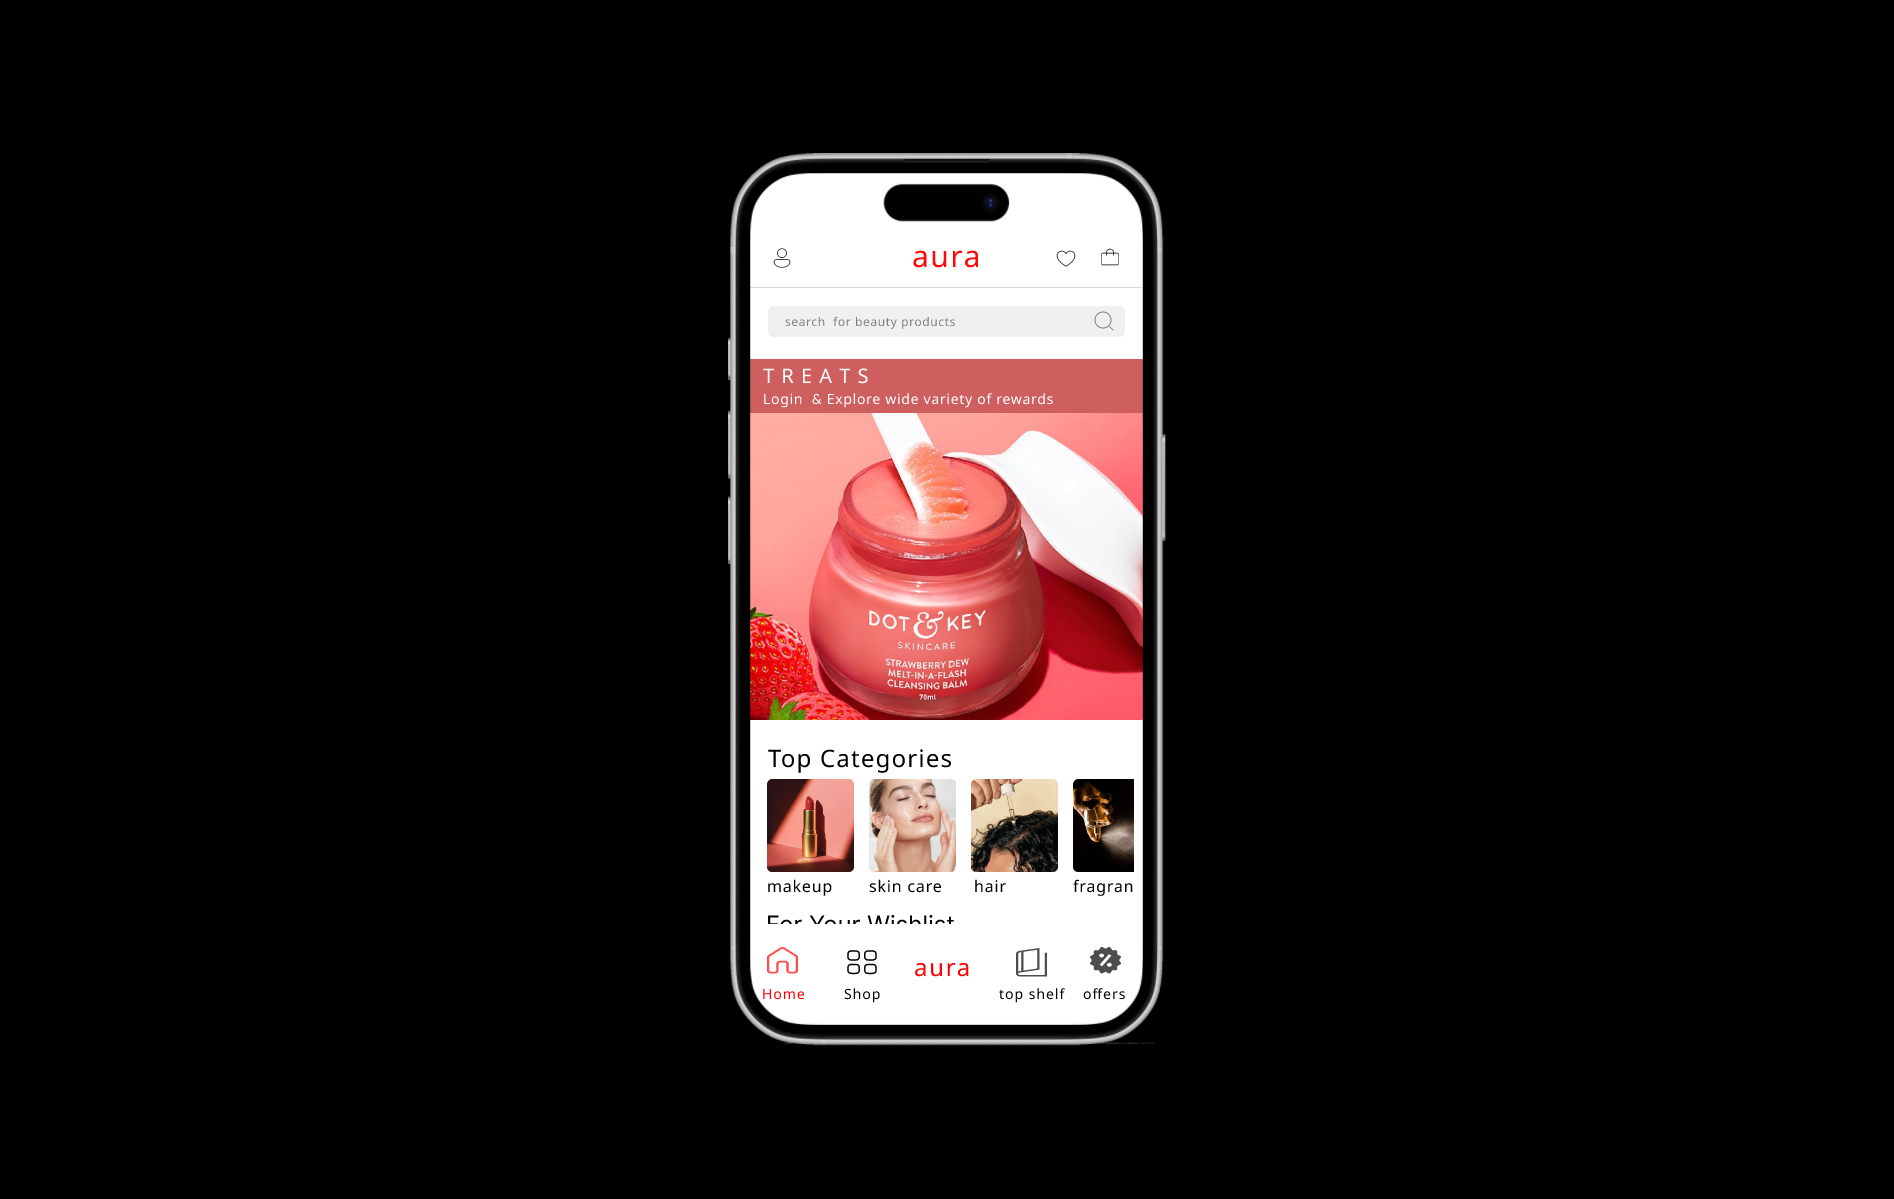 aura
search for beauty products
TREATS
Login & Explore wide variety of rewards
DOT & KEY
SKINCARE
STRAWBERRY DEW
MELT-IN-A-FLASH
CLEANSING BALM
70ml
Top Categories
makeup skin care hair fragran
For Your Wishlist
aura
Home Shop top shelf offers